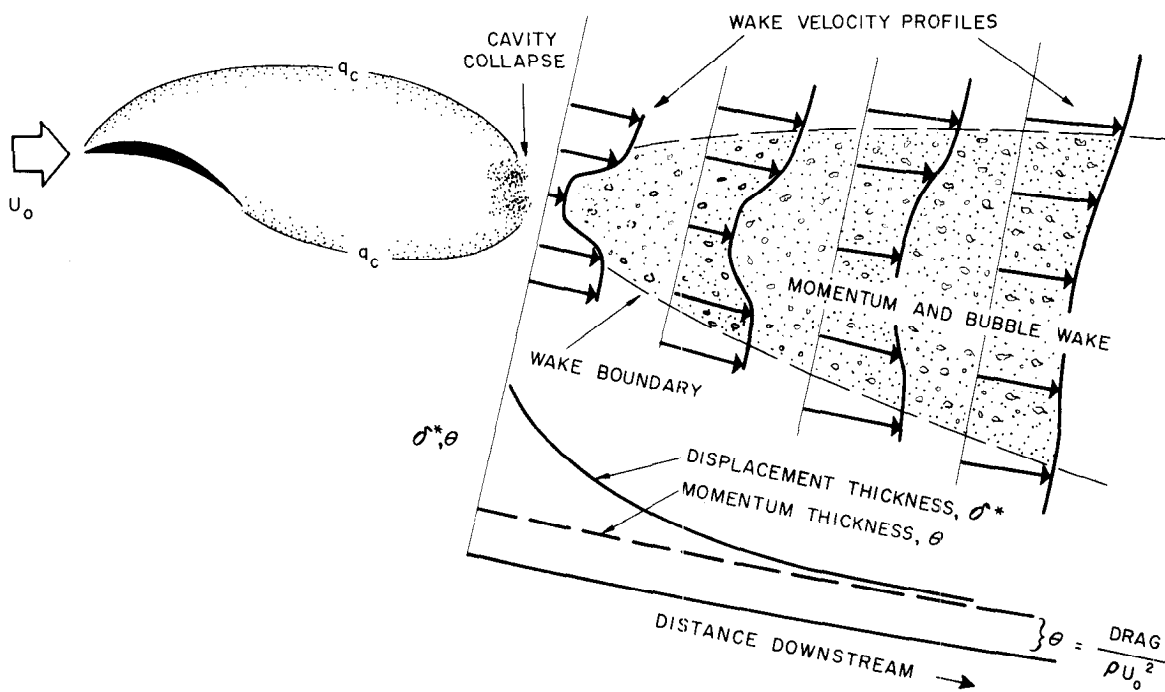 WAKE VELOCITY PROFILES
CAVITY
COLLAPSE
q_c
U_o
q_c
MOMENTUM AND BUBBLE WAKE
WAKE BOUNDARY
δ*,θ
DISPLACEMENT THICKNESS, δ*
MOMENTUM THICKNESS, θ
DISTANCE DOWNSTREAM
θ = DRAG / ρU_o^2